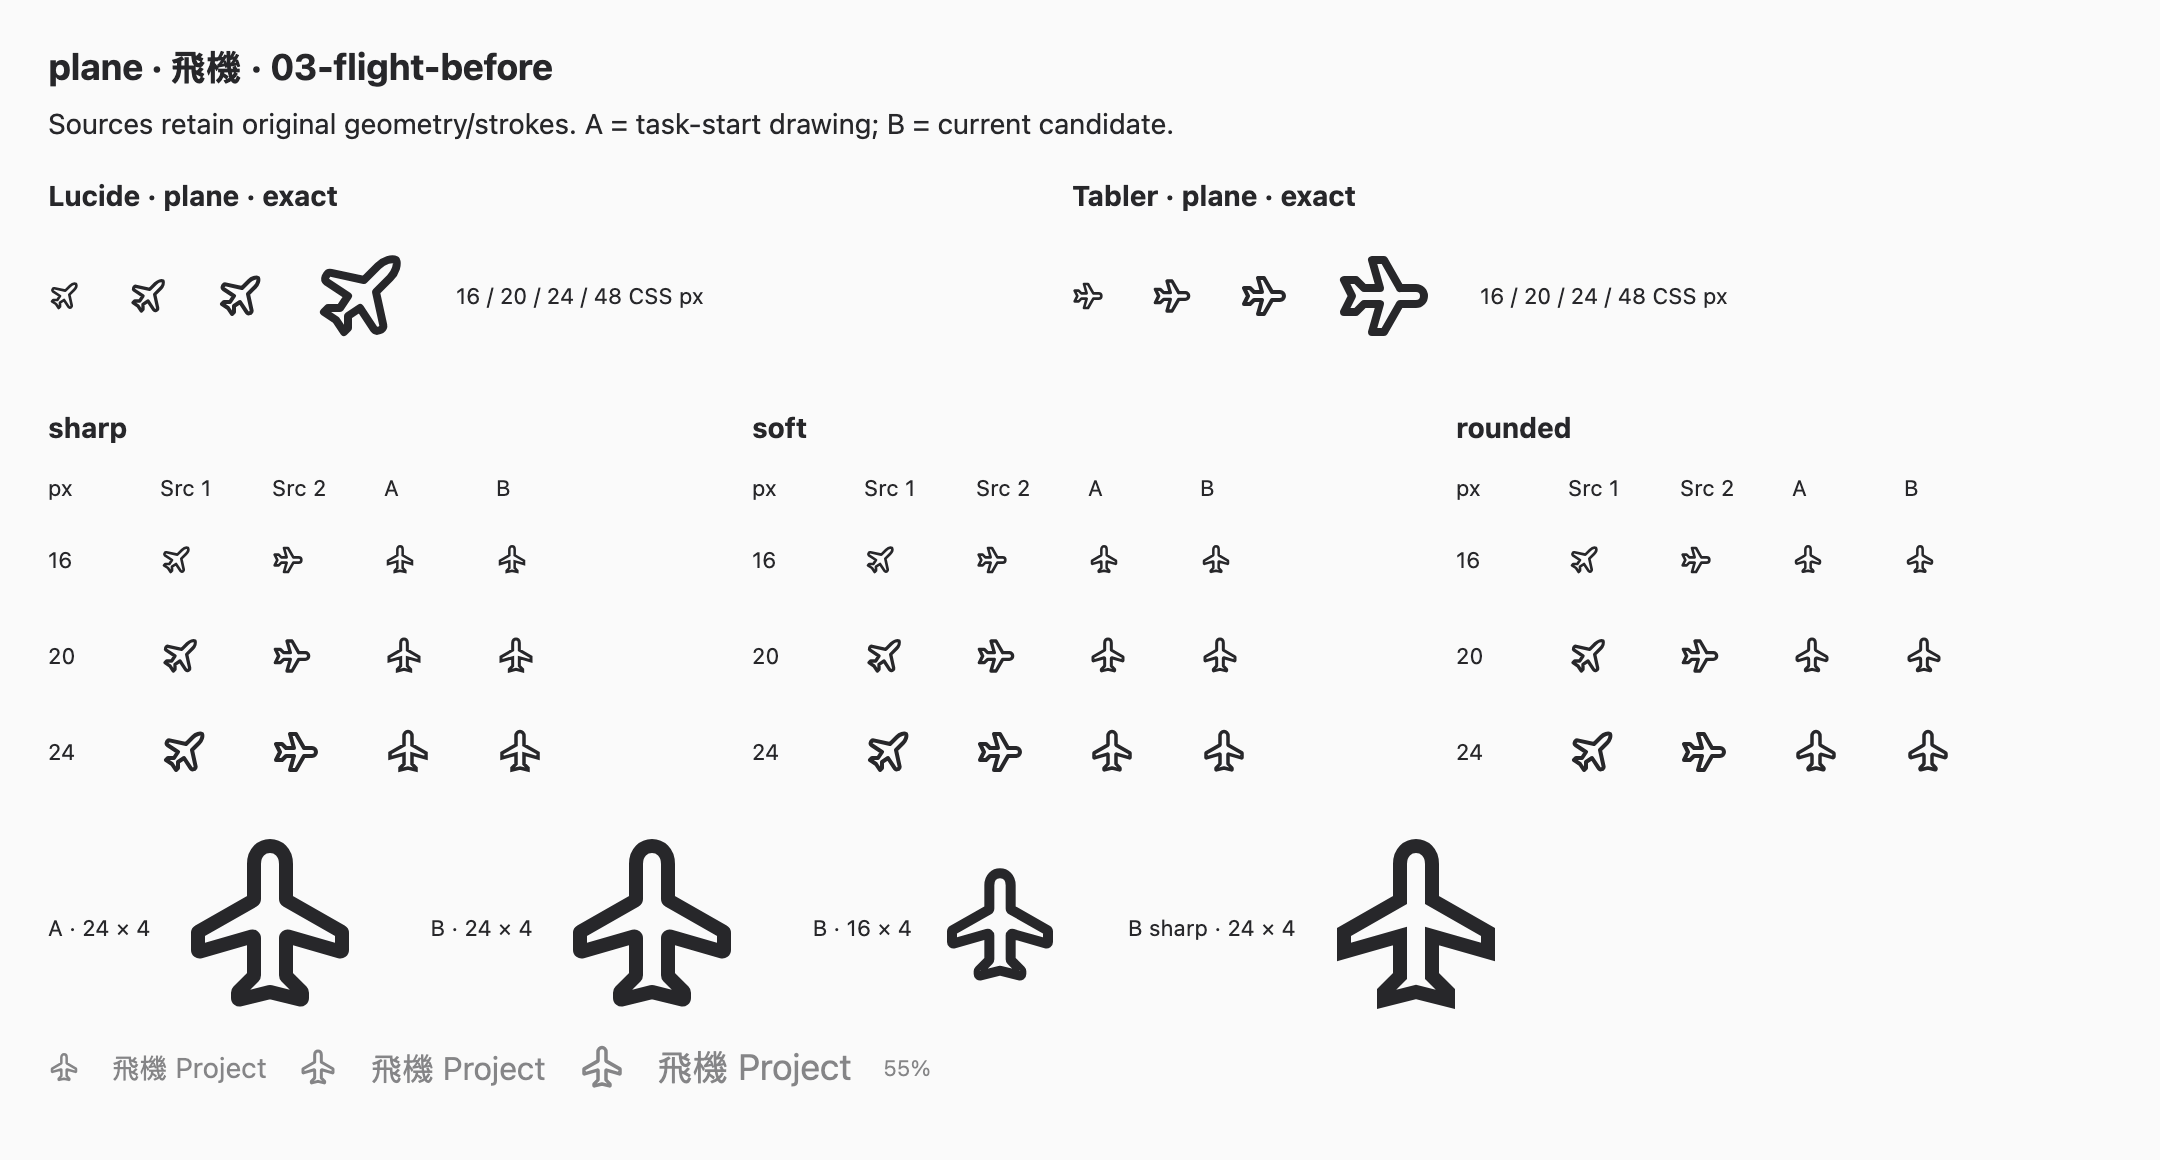 plane · 飛機 · 03-flight-before
Sources retain original geometry/strokes. A = task-start drawing; B = current candidate.
Lucide · plane · exact
Tabler · plane · exact
16 / 20 / 24 / 48 CSS px
16 / 20 / 24 / 48 CSS px
sharp
soft
rounded
px Src 1 Src 2 A B
px Src 1 Src 2 A B
px Src 1 Src 2 A B
16
16
16
20
20
20
24
24
24
A · 24 × 4
B · 24 × 4
B · 16 × 4
B sharp · 24 × 4
飛機 Project
飛機 Project
飛機 Project
55%